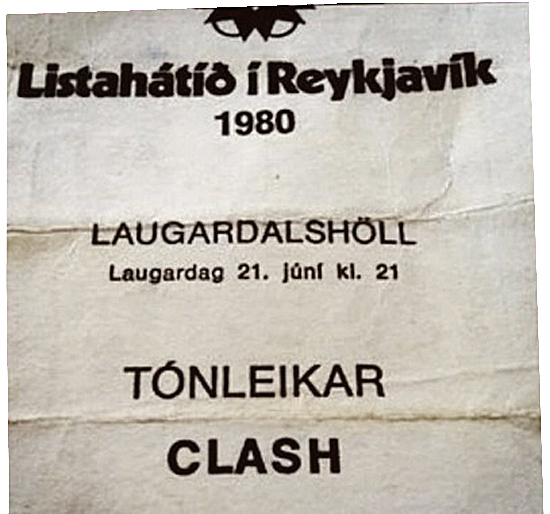 Listahátíð í Reykjavík
1980
LAUGARDALSHÖLL
Laugardag 21. júní kl. 21
TÓNLEIKAR
CLASH